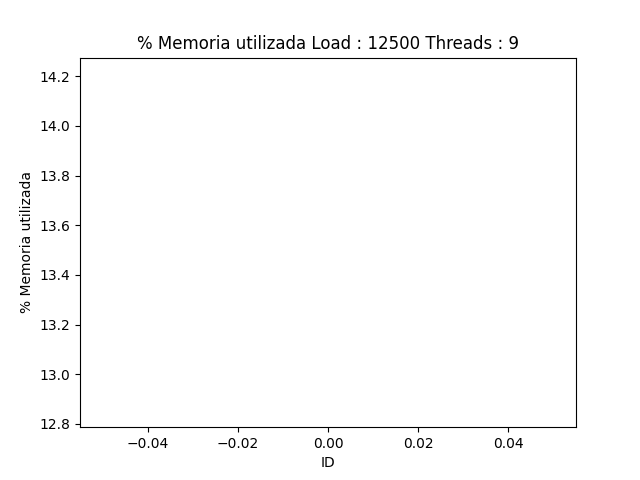 % Memoria utilizada Load : 12500 Threads : 9
14.2
14.0
13.8
13.6
13.4
13.2
13.0
12.8
% Memoria utilizada
−0.04 −0.02 0.00 0.02 0.04
ID